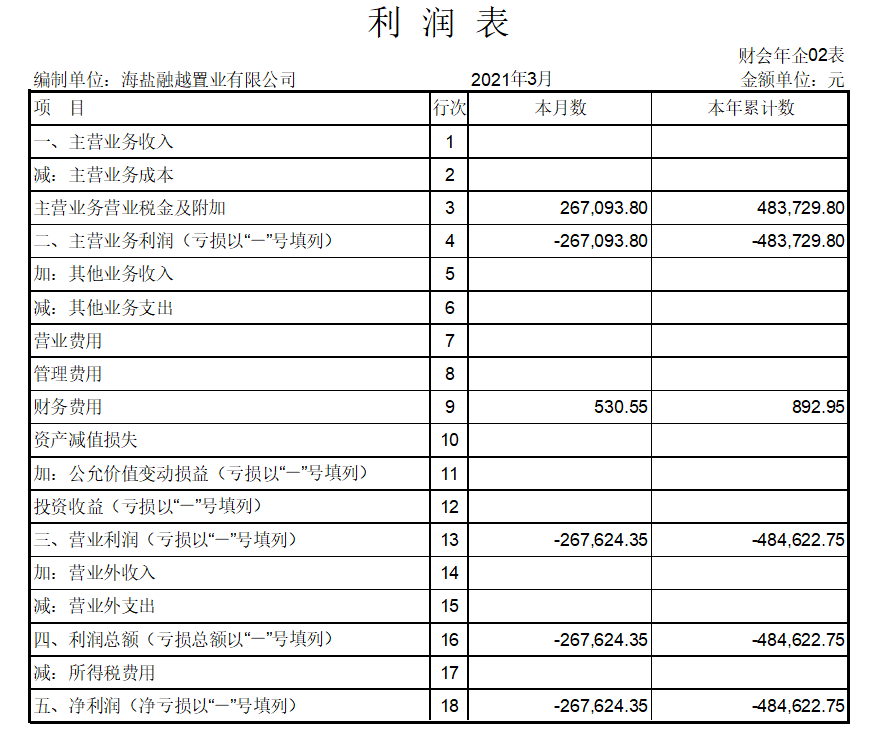 利 润 表
财会年企02表
编制单位：海盐融越置业有限公司 2021年3月 金额单位：元
项 目 行次 本月数 本年累计数
一、主营业务收入 1
减：主营业务成本 2
主营业务营业税金及附加 3 267,093.80 483,729.80
二、主营业务利润（亏损以“－”号填列） 4 -267,093.80 -483,729.80
加：其他业务收入 5
减：其他业务支出 6
营业费用 7
管理费用 8
财务费用 9 530.55 892.95
资产减值损失 10
加：公允价值变动损益（亏损以“－”号填列） 11
投资收益（亏损以“－”号填列） 12
三、营业利润（亏损以“－”号填列） 13 -267,624.35 -484,622.75
加：营业外收入 14
减：营业外支出 15
四、利润总额（亏损总额以“－”号填列） 16 -267,624.35 -484,622.75
减：所得税费用 17
五、净利润（净亏损以“－”号填列） 18 -267,624.35 -484,622.75